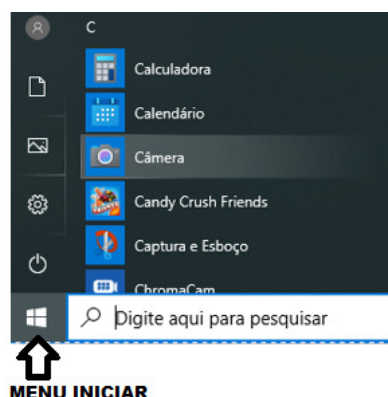 C
Calculadora
Calendário
Câmera
Candy Crush Friends
Captura e Esboço
ChromaCam
Digite aqui para pesquisar
MENU INICIAR